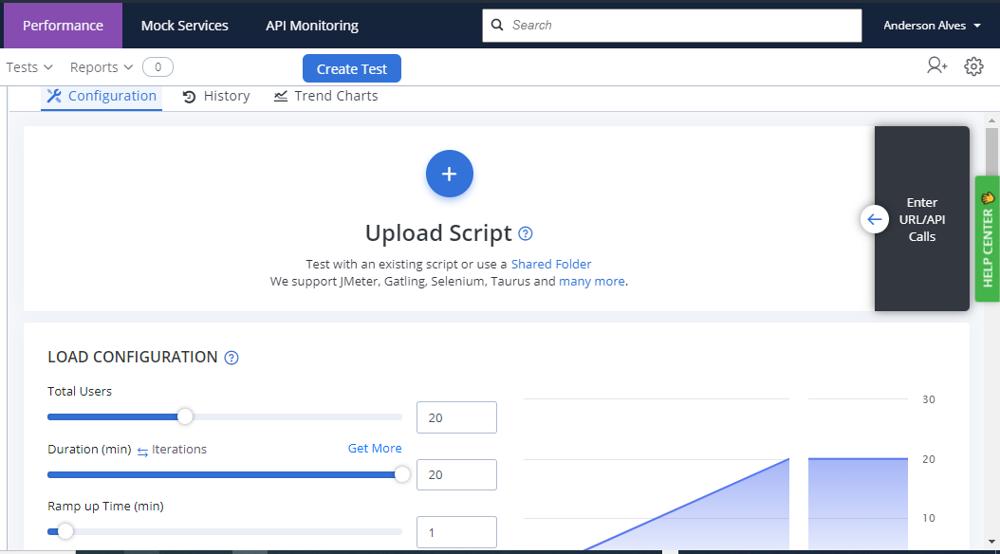 Performance Mock Services API Monitoring Search Anderson Alves
Tests Reports 0 Create Test
Configuration History Trend Charts
Upload Script ?
Test with an existing script or use a Shared Folder
We support JMeter, Gatling, Selenium, Taurus and many more.
Enter
URL/API
Calls
HELP CENTER
LOAD CONFIGURATION ?
Total Users
20
Duration (min) Iterations Get More
20
Ramp up Time (min)
1
30
20
10